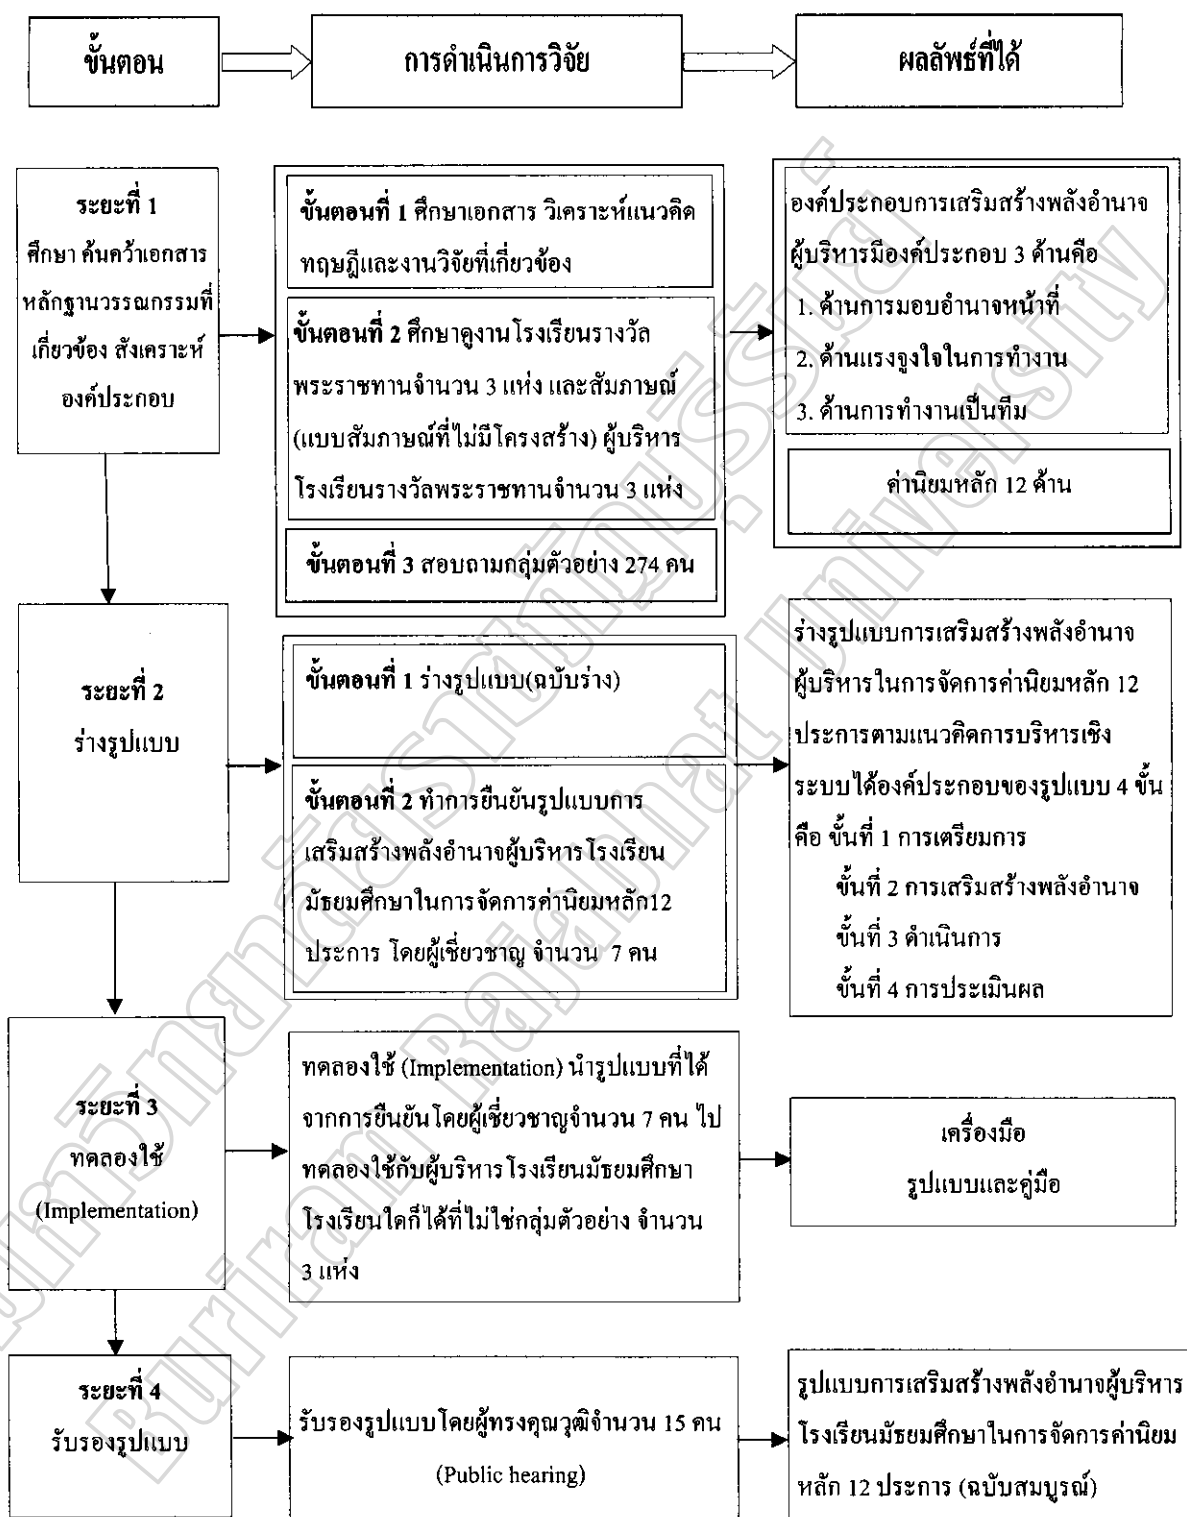 ขั้นตอน
การดำเนินการวิจัย
ผลลัพธ์ที่ได้
ระยะที่ 1
ศึกษา ค้นคว้าเอกสาร
หลักฐานวรรณกรรมที่
เกี่ยวข้อง สังเคราะห์
องค์ประกอบ
ขั้นตอนที่ 1 ศึกษาเอกสาร วิเคราะห์แนวคิด
ทฤษฎีและงานวิจัยที่เกี่ยวข้อง
ขั้นตอนที่ 2 ศึกษาดูงานโรงเรียนรางวัล
พระราชทานจำนวน 3 แห่ง และสัมภาษณ์
(แบบสัมภาษณ์ที่ไม่มีโครงสร้าง) ผู้บริหาร
โรงเรียนรางวัลพระราชทานจำนวน 3 แห่ง
ขั้นตอนที่ 3 สอบถามกลุ่มตัวอย่าง 274 คน
องค์ประกอบการเสริมสร้างพลังอำนาจ
ผู้บริหารมีองค์ประกอบ 3 ด้านคือ
1. ด้านการมอบอำนาจหน้าที่
2. ด้านแรงจูงใจในการทำงาน
3. ด้านการทำงานเป็นทีม
ค่านิยมหลัก 12 ด้าน
ระยะที่ 2
ร่างรูปแบบ
ขั้นตอนที่ 1 ร่างรูปแบบ(ฉบับร่าง)
ขั้นตอนที่ 2 ทำการยืนยันรูปแบบการ
เสริมสร้างพลังอำนาจผู้บริหารโรงเรียน
มัธยมศึกษาในการจัดการค่านิยมหลัก12
ประการ โดยผู้เชี่ยวชาญ จำนวน 7 คน
ร่างรูปแบบการเสริมสร้างพลังอำนาจ
ผู้บริหารในการจัดการค่านิยมหลัก 12
ประการตามแนวคิดการบริหารเชิง
ระบบได้องค์ประกอบของรูปแบบ 4 ขั้น
คือ ขั้นที่ 1 การเตรียมการ
ขั้นที่ 2 การเสริมสร้างพลังอำนาจ
ขั้นที่ 3 ดำเนินการ
ขั้นที่ 4 การประเมินผล
ระยะที่ 3
ทดลองใช้
(Implementation)
ทดลองใช้ (Implementation) นำรูปแบบที่ได้
จากการยืนยันโดยผู้เชี่ยวชาญจำนวน 7 คน ไป
ทดลองใช้กับผู้บริหารโรงเรียนมัธยมศึกษา
โรงเรียนใดก็ได้ที่ไม่ใช่กลุ่มตัวอย่าง จำนวน
3 แห่ง
เครื่องมือ
รูปแบบและคู่มือ
ระยะที่ 4
รับรองรูปแบบ
รับรองรูปแบบโดยผู้ทรงคุณวุฒิจำนวน 15 คน
(Public hearing)
รูปแบบการเสริมสร้างพลังอำนาจผู้บริหาร
โรงเรียนมัธยมศึกษาในการจัดการค่านิยม
หลัก 12 ประการ (ฉบับสมบูรณ์)
Buriram Rajabhat University